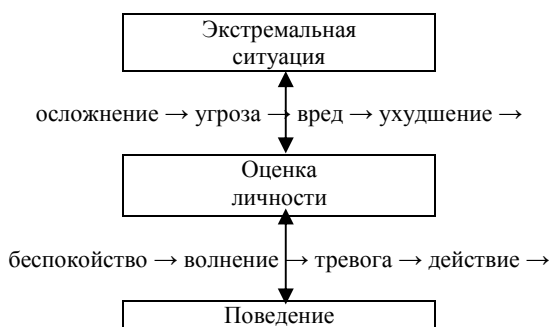 Экстремальная
ситуация
осложнение → угроза → вред → ухудшение →
Оценка
личности
беспокойство → волнение → тревога → действие →
Поведение